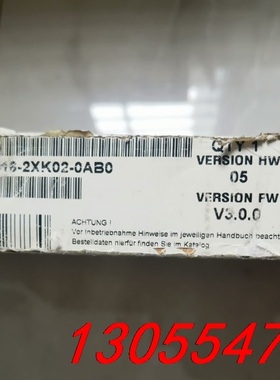 QTY 1
VERSION HW
16-2XK02-0AB0
05
VERSION FW
V3.0.0
ACHTUNG !
Vor Inbetriebnahme Hinweise im jeweiligen Handbuch beachte
Bestelldaten hierfür finden Sie im Katalog
1305547